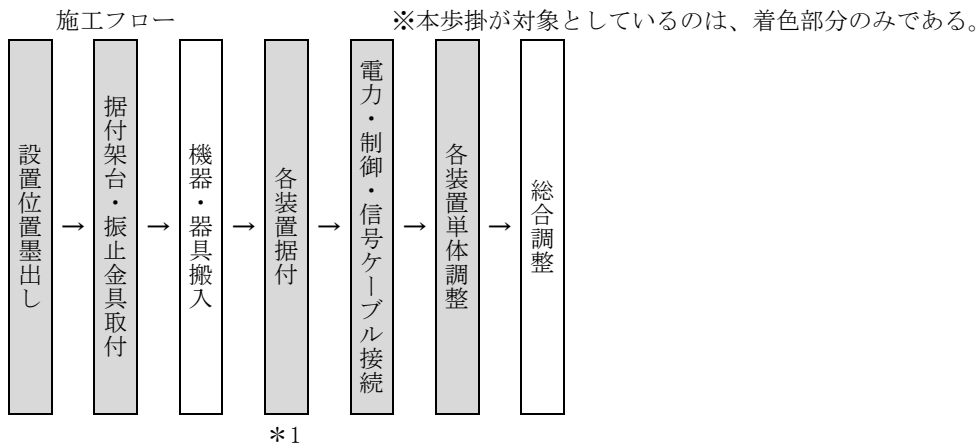 施工フロー
※本歩掛が対象としているのは、着色部分のみである。
設置位置墨出し
→
据付架台・振止金具取付
→
機器・器具搬入
→
各装置据付
→
電力・制御・信号ケーブル接続
→
各装置単体調整
→
総合調整
＊1